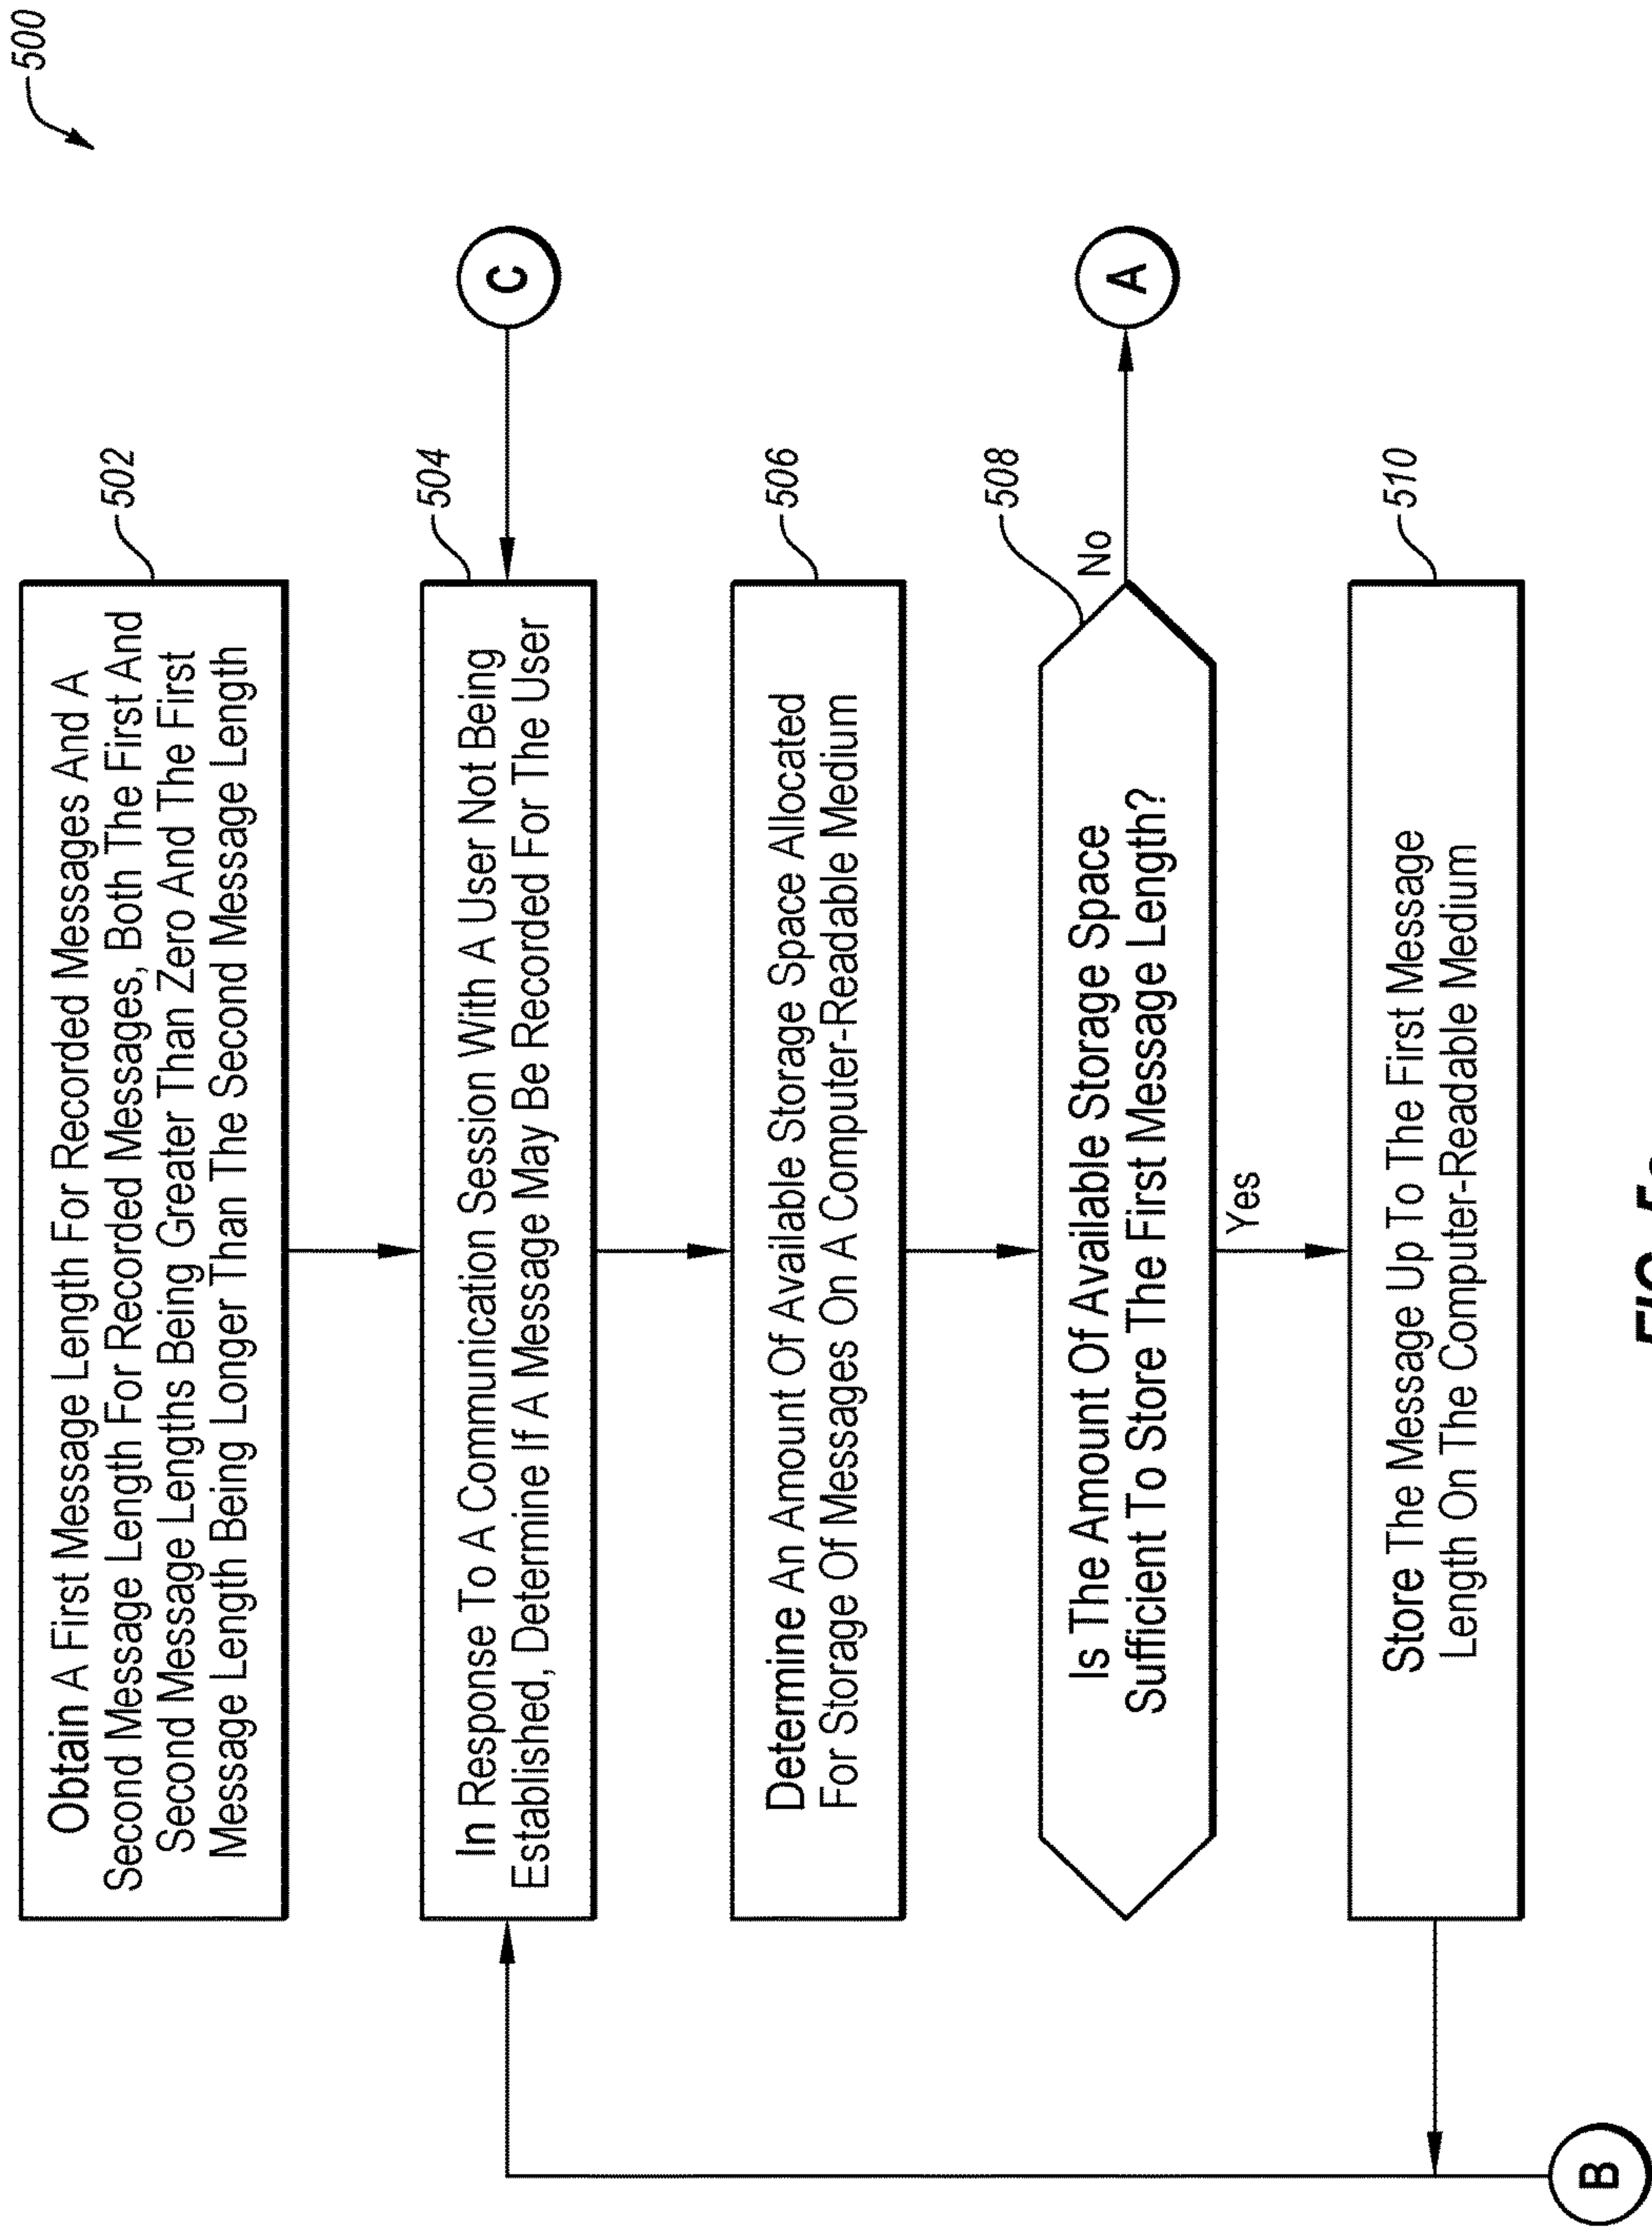 500
502
Obtain A First Message Length For Recorded Messages And A
Second Message Length For Recorded Messages, Both The First And
Second Message Lengths Being Greater Than Zero And The First
Message Length Being Longer Than The Second Message Length
504
C
In Response To A Communication Session With A User Not Being
Established, Determine If A Message May Be Recorded For The User
506
Determine An Amount Of Available Storage Space Allocated
For Storage Of Messages On A Computer-Readable Medium
508
No
A
Is The Amount Of Available Storage Space
Sufficient To Store The First Message Length?
Yes
510
Store The Message Up To The First Message
Length On The Computer-Readable Medium
B